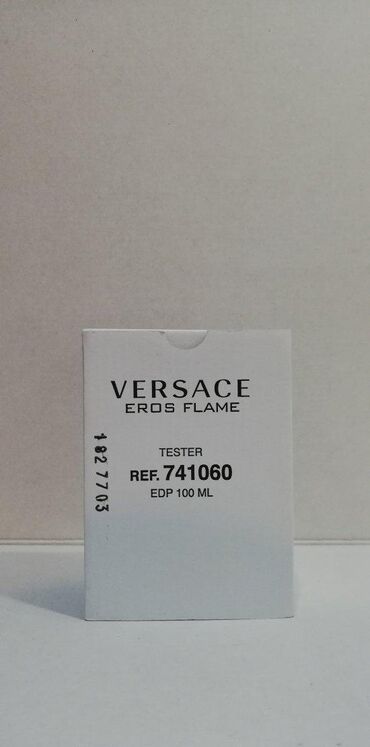 VERSACE
EROS FLAME
TESTER
REF. 741060
EDP 100 ML
1827703